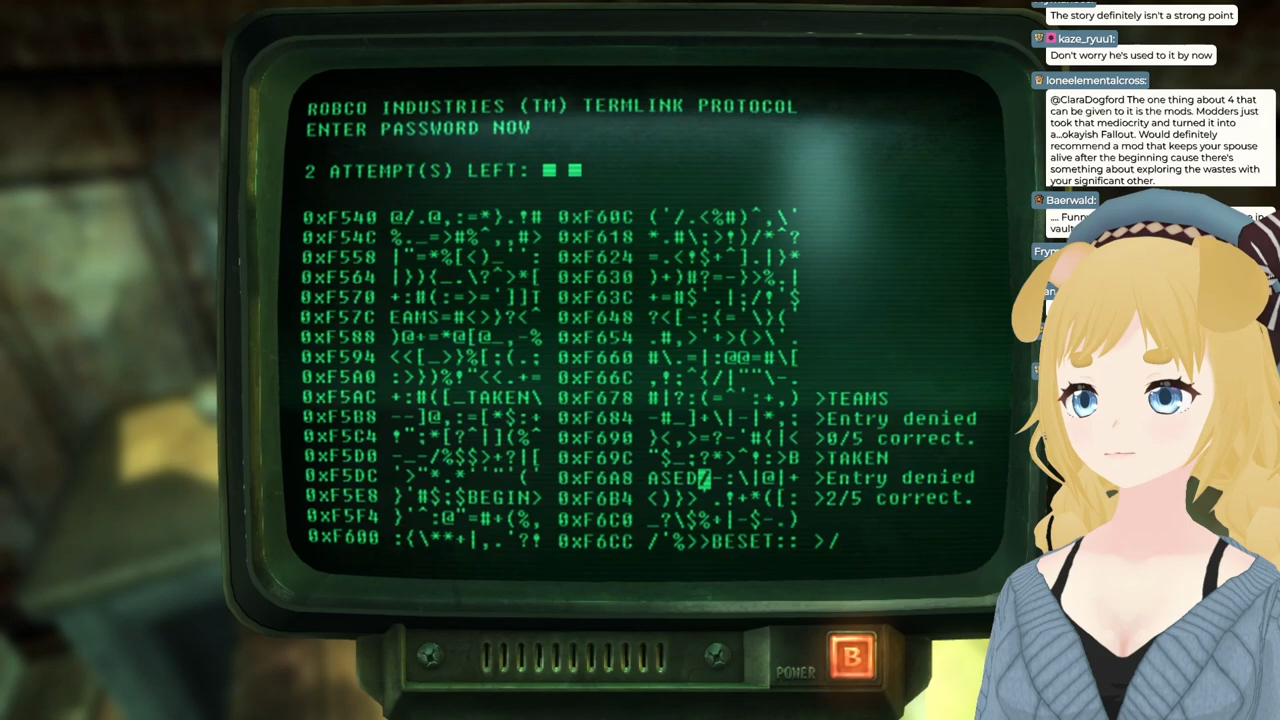 ROBCO INDUSTRIES (TM) TERMLINK PROTOCOL
ENTER PASSWORD NOW
2 ATTEMPT(S) LEFT:
0xF540 @/.@,:=*}.!# 0xF60C ('/.<%#)^,\'
0xF54C %._=>#%^,,#> 0xF618 *.#\;>!)/*^?
0xF558 |"=*%[<)_¨': 0xF624 =.<!$+^].|}*
0xF564 |}){_.\?^>*[ 0xF630 )+)#?=-}>%;|
0xF570 +:#(:=>=']]T 0xF63C +=#$¨.|;/!'$
0xF57C EAMS=#<>}?<^ 0xF648 ?<[-:{=¨\}('
0xF588 )@+=*@[@_,-% 0xF654 .#,>¨+>()\'.
0xF594 <<[_>}%[:(.: 0xF660 #\.=|:@@=#\[
0xF5A0 :>})%!"<<.+= 0xF66C ,!;^{/|""\-.
0xF5AC +:#([_TAKEN\ 0xF678 #|?:(=^¨:+,) >TEAMS
0xF5B8 --]@,:=[*$:+ 0xF684 -#_]+\|-|*,; >Entry denied
0xF5C4 !";*[?^|](%^ 0xF690 }<,>=?-'#{|< >0/5 correct.
0xF5D0 -_-/%$$>+?|[ 0xF69C "$_;?*>^!:>B >TAKEN
0xF5DC '>"*.*¨'"'(' 0xF6A8 ASED/-:\|@|+ >Entry denied
0xF5E8 }'#$;$BEGIN> 0xF6B4 <)}>¨.!+*([: >2/5 correct.
0xF5F4 }'^:@"=#+(%, 0xF6C0 _?\$%+|-$-.)
0xF600 :{\**+|,.'?! 0xF6CC /'%>>BESET:: >/
POWER
B
The story definitely isn't a strong point
kaze_ryuu1:
Don't worry he's used to it by now
loneelementalcross:
@ClaraDogford The one thing about 4 that
can be given to it is the mods. Modders just
took that mediocrity and turned it into
a...okayish Fallout. Would definitely
recommend a mod that keeps your spouse
alive after the beginning cause there's
something about exploring the wastes with
your significant other.
Baerwald: